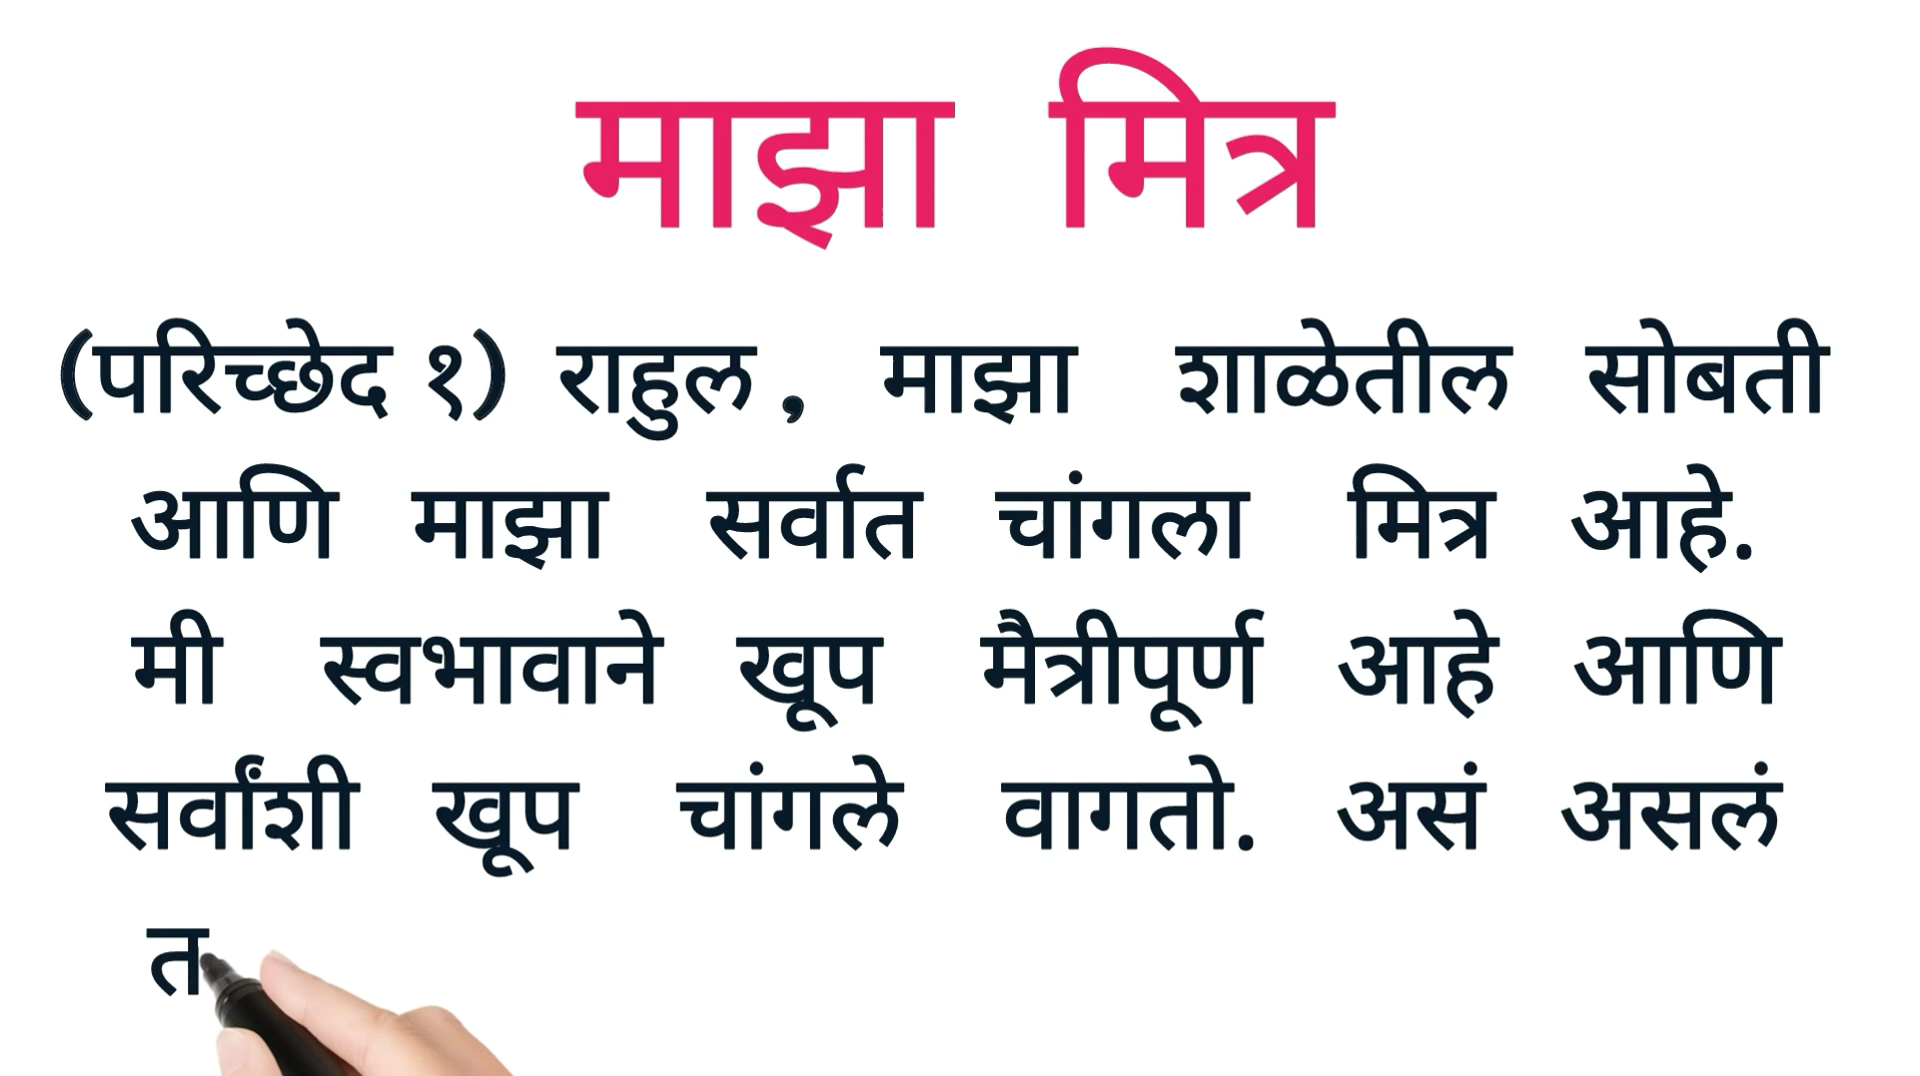 माझा मित्र
(परिच्छेद १) राहुल , माझा शाळेतील सोबती
आणि माझा सर्वात चांगला मित्र आहे.
मी स्वभावाने खूप मैत्रीपूर्ण आहे आणि
सर्वांशी खूप चांगले वागतो. असं असलं
त